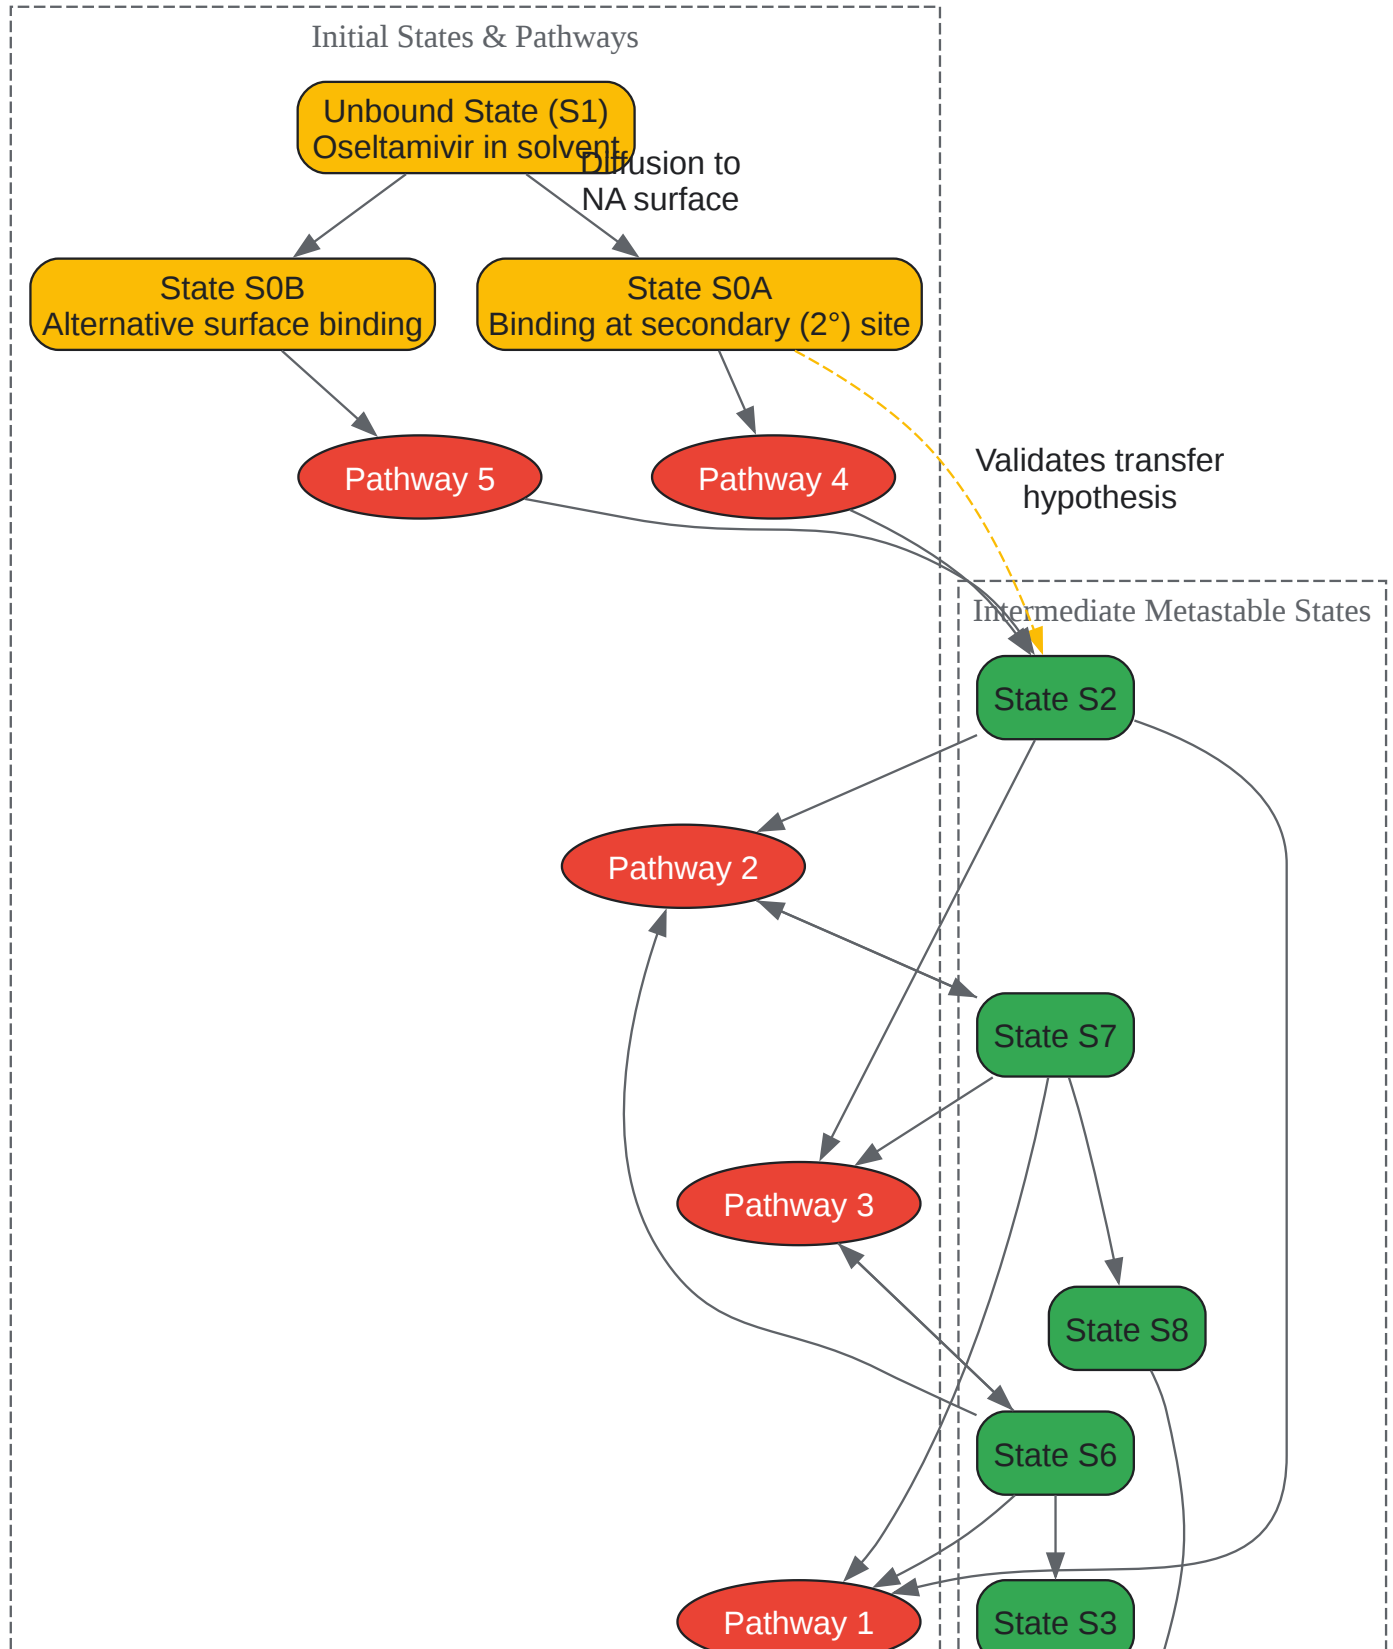 Initial States & Pathways
Unbound State (S1)
Oseltamivir in solvent
Diffusion to
NA surface
State S0B
Alternative surface binding
State S0A
Binding at secondary (2°) site
Pathway 5
Pathway 4
Validates transfer
hypothesis
Intermediate Metastable States
State S2
Pathway 2
State S7
Pathway 3
State S8
State S6
Pathway 1
State S3